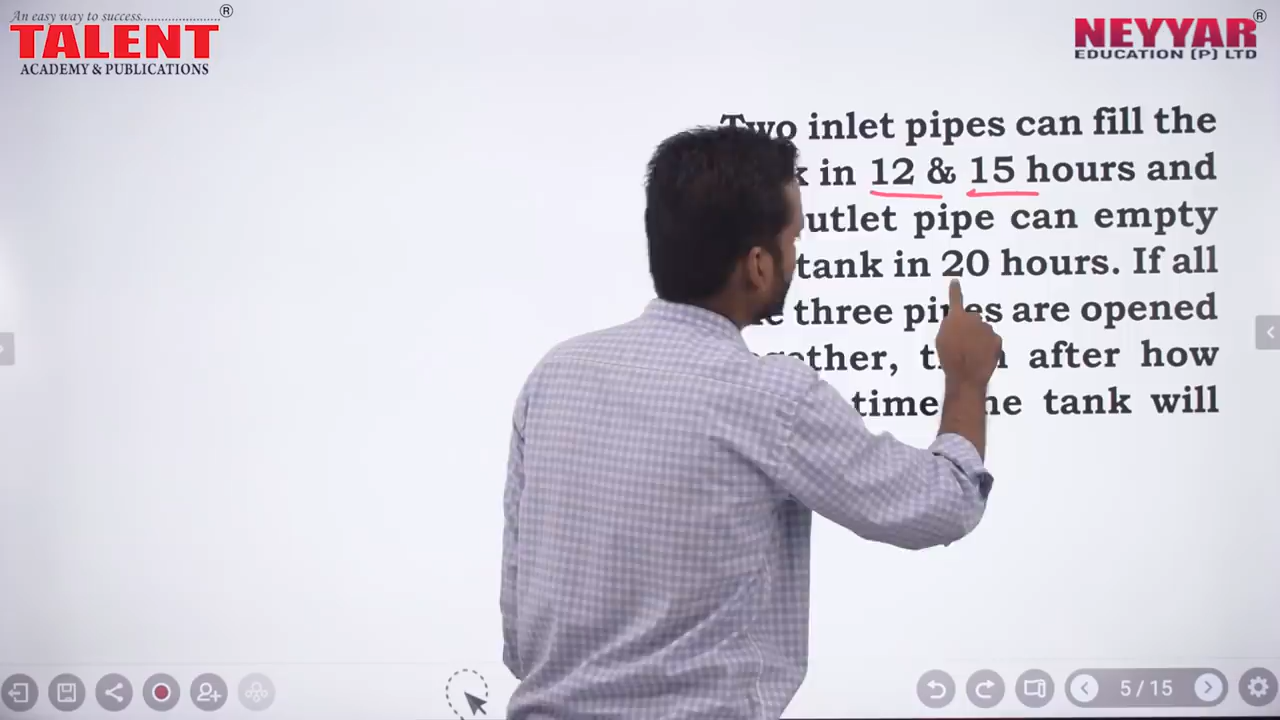 An easy way to success........................®
TALENT
ACADEMY & PUBLICATIONS
NEYYAR®
EDUCATION (P) LTD
Two inlet pipes can fill the
in 12 & 15 hours and
pipe can empty
tank in 20 hours. If all
three pipes are opened
after how
time tank will
5 / 15